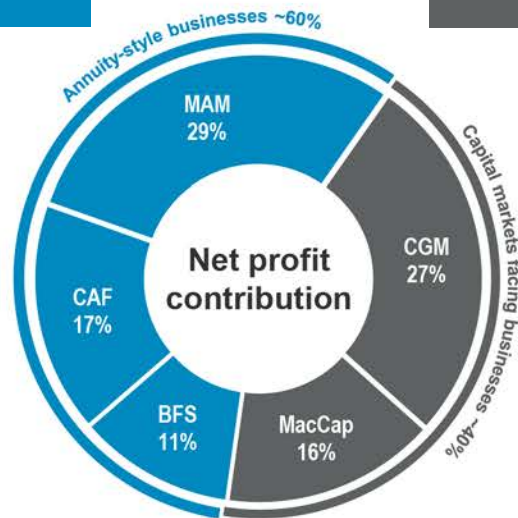 Annuity-style businesses ~60%
MAM
29%
Capital markets facing businesses ~40%
CGM
27%
Net profit
contribution
CAF
17%
BFS
11%
MacCap
16%